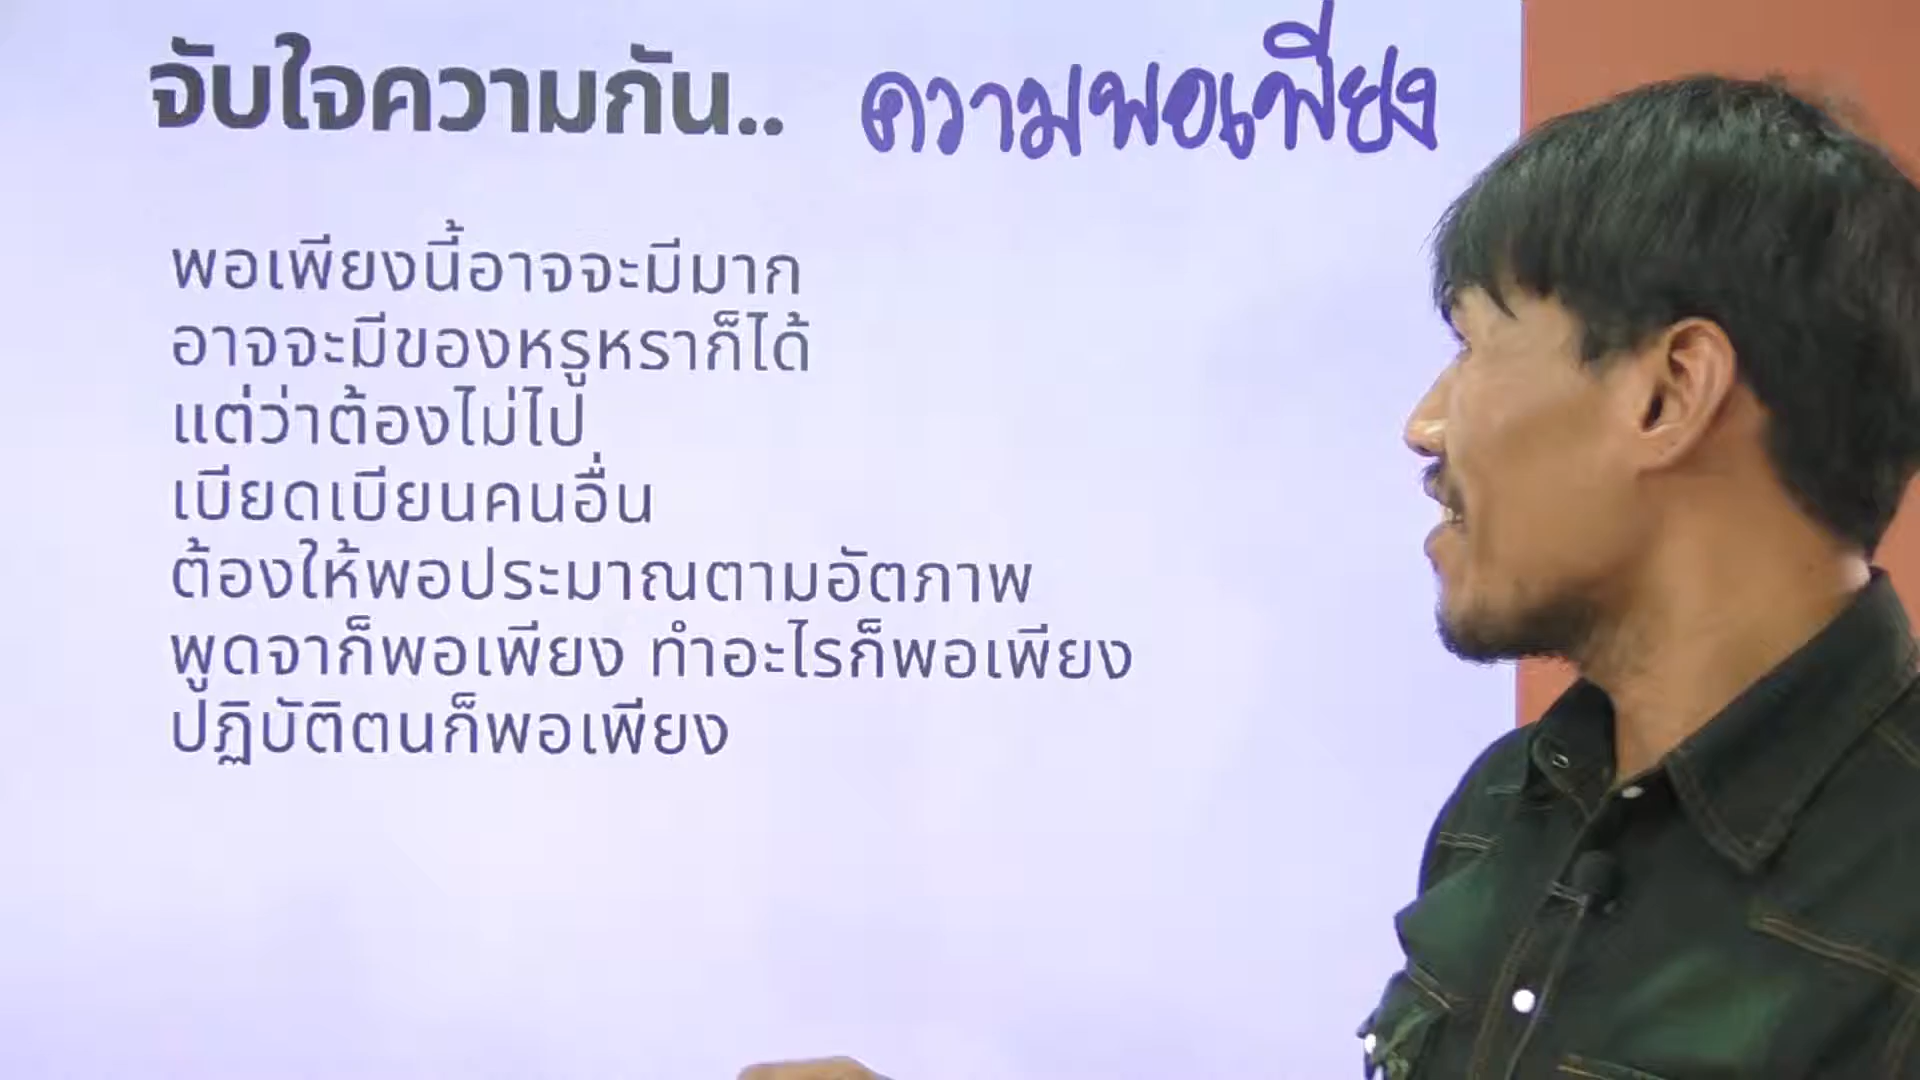 จับใจความกัน.. ความพอเพียง
พอเพียงนี้อาจจะมีมาก
อาจจะมีของหรูหราก็ได้
แต่ว่าต้องไม่ไป
เบียดเบียนคนอื่น
ต้องให้พอประมาณตามอัตภาพ
พูดจาก็พอเพียง ทำอะไรก็พอเพียง
ปฏิบัติตนก็พอเพียง